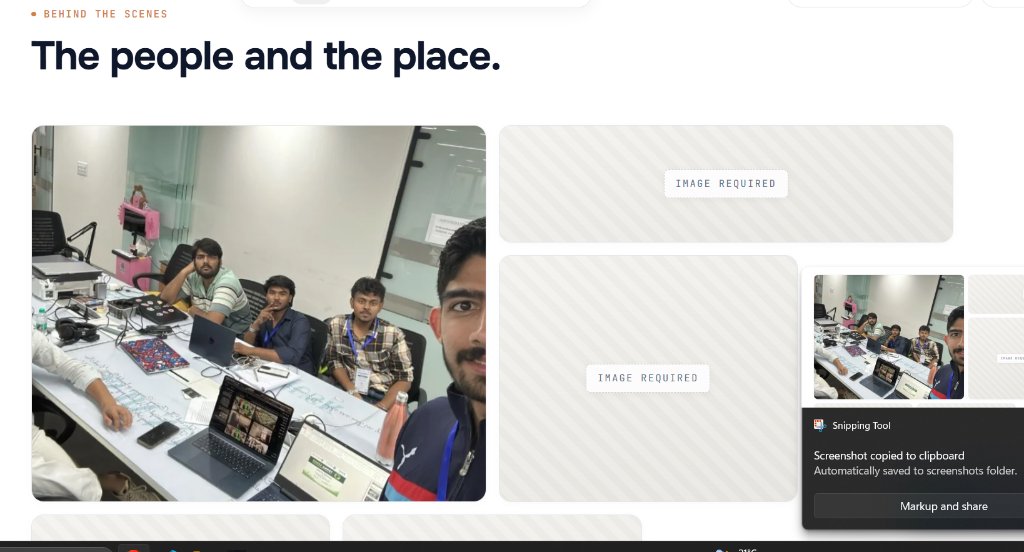 BEHIND THE SCENES
The people and the place.
IMAGE REQUIRED
IMAGE REQUIRED
Snipping Tool
Screenshot copied to clipboard
Automatically saved to screenshots folder.
Markup and share